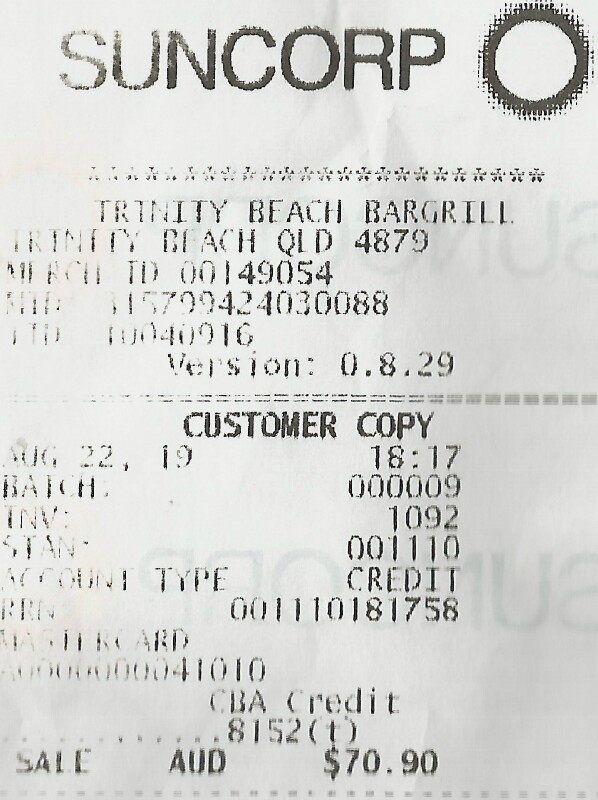 SUNCORP
************************
TRINITY BEACH BARGRILL
TRINITY BEACH QLD 4879
MERCH ID 00149054
MID: 315799424030088
TID 10040916
Version: 0.8.29
CUSTOMER COPY
AUG 22, 19 18:17
BATCH: 000009
INV: 1092
STAN: 001110
ACCOUNT TYPE CREDIT
RRN 001110181758
MASTERCARD
A0000000041010
CBA Credit
............8152(t)
SALE AUD $70.90